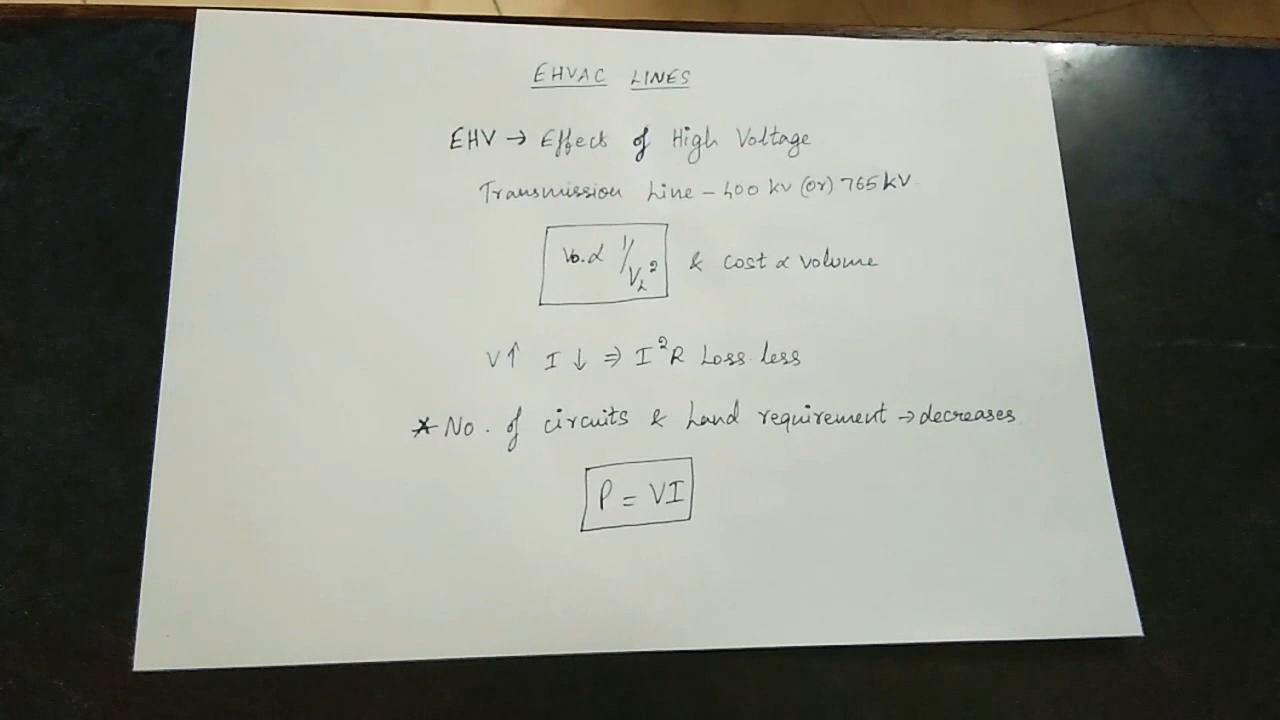 EHVAC LINES
EHV → Effect of High Voltage
Transmission Line - 400 kv (Or) 765 kV
Vo. ∝ 1/V_L² & cost ∝ volume
V↑ I↓ ⇒ I²R Loss less
* No. of circuits & Land requirement → decreases
P = VI